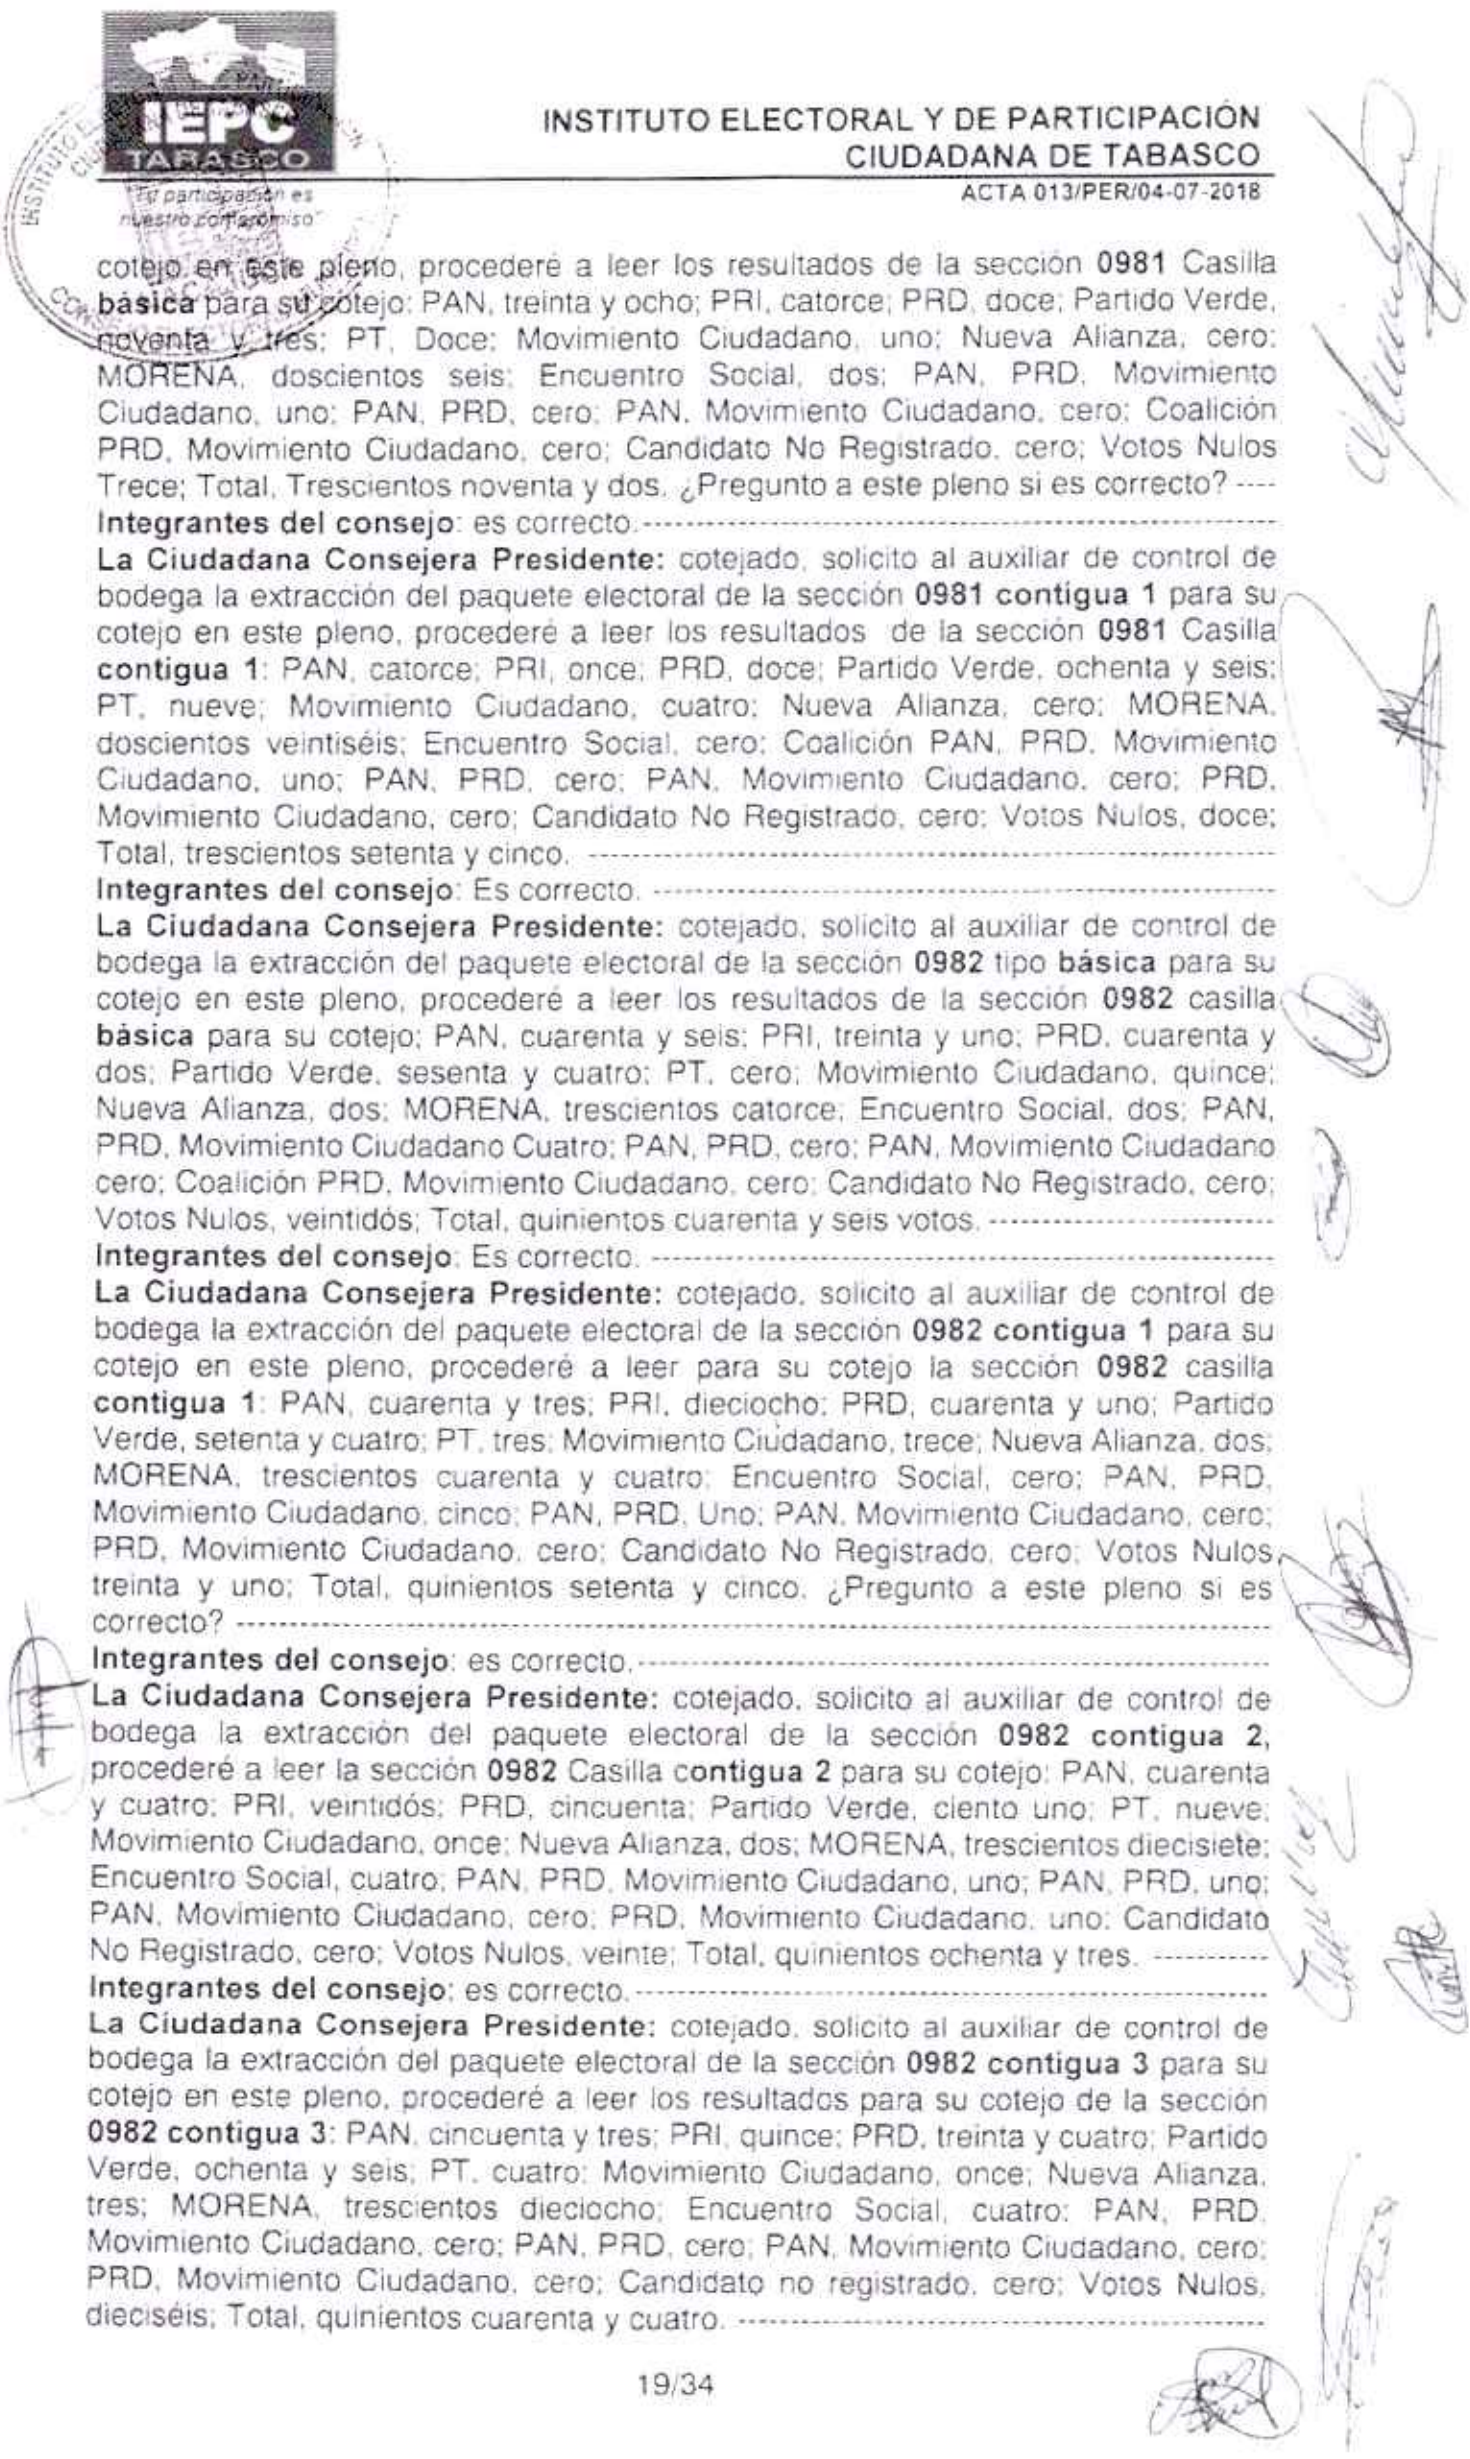 IEPC
TABASCO
"Tu participación es
nuestro compromiso"
INSTITUTO ELECTORAL Y DE PARTICIPACIÓN
CIUDADANA DE TABASCO
ACTA 013/PER/04-07-2018
cotejo en este pleno, procederé a leer los resultados de la sección 0981 Casilla
básica para su cotejo: PAN, treinta y ocho; PRI, catorce; PRD, doce; Partido Verde,
noventa y tres; PT, Doce; Movimiento Ciudadano, uno; Nueva Alianza, cero;
MORENA, doscientos seis; Encuentro Social, dos; PAN, PRD, Movimiento
Ciudadano, uno; PAN, PRD, cero; PAN, Movimiento Ciudadano, cero; Coalición
PRD, Movimiento Ciudadano, cero; Candidato No Registrado, cero; Votos Nulos
Trece; Total, Trescientos noventa y dos. ¿Pregunto a este pleno si es correcto? ----
Integrantes del consejo: es correcto.----------------------------------------
La Ciudadana Consejera Presidente: cotejado, solicito al auxiliar de control de
bodega la extracción del paquete electoral de la sección 0981 contigua 1 para su
cotejo en este pleno, procederé a leer los resultados de la sección 0981 Casilla
contigua 1: PAN, catorce; PRI, once; PRD, doce; Partido Verde, ochenta y seis;
PT, nueve; Movimiento Ciudadano, cuatro; Nueva Alianza, cero; MORENA,
doscientos veintiséis; Encuentro Social, cero; Coalición PAN, PRD, Movimiento
Ciudadano, uno; PAN, PRD, cero; PAN, Movimiento Ciudadano, cero; PRD,
Movimiento Ciudadano, cero; Candidato No Registrado, cero; Votos Nulos, doce;
Total, trescientos setenta y cinco. ----------------------------------------
Integrantes del consejo: Es correcto. ----------------------------------------
La Ciudadana Consejera Presidente: cotejado, solicito al auxiliar de control de
bodega la extracción del paquete electoral de la sección 0982 tipo básica para su
cotejo en este pleno, procederé a leer los resultados de la sección 0982 casilla
básica para su cotejo; PAN, cuarenta y seis; PRI, treinta y uno; PRD, cuarenta y
dos; Partido Verde, sesenta y cuatro; PT, cero; Movimiento Ciudadano, quince;
Nueva Alianza, dos; MORENA, trescientos catorce; Encuentro Social, dos; PAN,
PRD, Movimiento Ciudadano Cuatro; PAN, PRD, cero; PAN, Movimiento Ciudadano
cero; Coalición PRD, Movimiento Ciudadano, cero; Candidato No Registrado, cero;
Votos Nulos, veintidós; Total, quinientos cuarenta y seis votos. --------------------
Integrantes del consejo: Es correcto. ----------------------------------------
La Ciudadana Consejera Presidente: cotejado, solicito al auxiliar de control de
bodega la extracción del paquete electoral de la sección 0982 contigua 1 para su
cotejo en este pleno, procederé a leer para su cotejo la sección 0982 casilla
contigua 1: PAN, cuarenta y tres; PRI, dieciocho; PRD, cuarenta y uno; Partido
Verde, setenta y cuatro; PT, tres; Movimiento Ciudadano, trece; Nueva Alianza, dos;
MORENA, trescientos cuarenta y cuatro; Encuentro Social, cero; PAN, PRD,
Movimiento Ciudadano, cinco; PAN, PRD, Uno; PAN, Movimiento Ciudadano, cero;
PRD, Movimiento Ciudadano, cero; Candidato No Registrado, cero; Votos Nulos
treinta y uno; Total, quinientos setenta y cinco. ¿Pregunto a este pleno si es
correcto? ----------------------------------------
Integrantes del consejo: es correcto.----------------------------------------
La Ciudadana Consejera Presidente: cotejado, solicito al auxiliar de control de
bodega la extracción del paquete electoral de la sección 0982 contigua 2,
procederé a leer la sección 0982 Casilla contigua 2 para su cotejo: PAN, cuarenta
y cuatro; PRI, veintidós; PRD, cincuenta; Partido Verde, ciento uno; PT, nueve;
Movimiento Ciudadano, once; Nueva Alianza, dos; MORENA, trescientos diecisiete;
Encuentro Social, cuatro; PAN, PRD, Movimiento Ciudadano, uno; PAN, PRD, uno;
PAN, Movimiento Ciudadano, cero; PRD, Movimiento Ciudadano, uno; Candidato
No Registrado, cero; Votos Nulos, veinte; Total, quinientos ochenta y tres. -----------
Integrantes del consejo: es correcto.----------------------------------------
La Ciudadana Consejera Presidente: cotejado, solicito al auxiliar de control de
bodega la extracción del paquete electoral de la sección 0982 contigua 3 para su
cotejo en este pleno, procederé a leer los resultados para su cotejo de la sección
0982 contigua 3: PAN, cincuenta y tres; PRI, quince; PRD, treinta y cuatro; Partido
Verde, ochenta y seis; PT, cuatro; Movimiento Ciudadano, once; Nueva Alianza,
tres; MORENA, trescientos dieciocho; Encuentro Social, cuatro; PAN, PRD,
Movimiento Ciudadano, cero; PAN, PRD, cero; PAN, Movimiento Ciudadano, cero;
PRD, Movimiento Ciudadano, cero; Candidato no registrado, cero; Votos Nulos,
dieciséis; Total, quinientos cuarenta y cuatro. ----------------------------------------
19/34